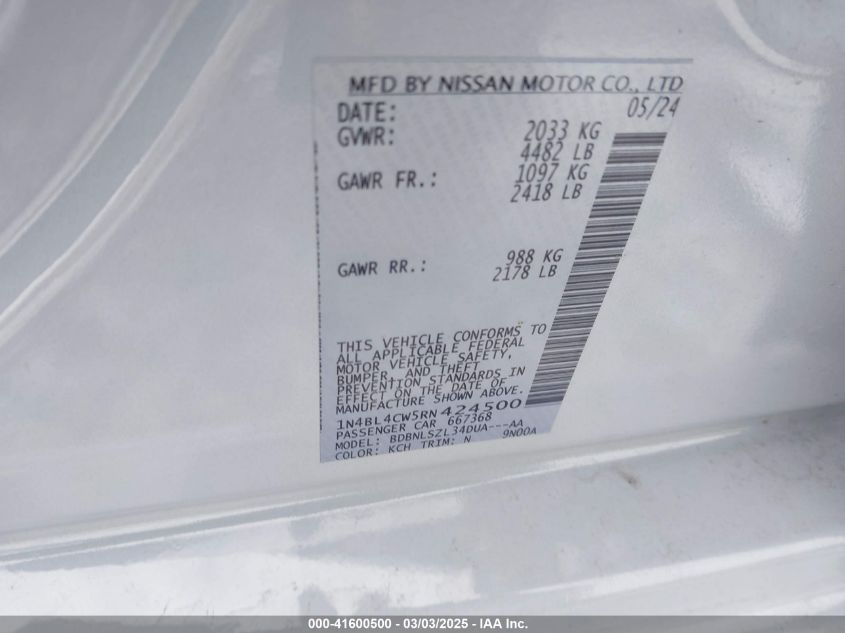 MFD BY NISSAN MOTOR CO., LTD
DATE: 05/24
GVWR: 2033 KG
4482 LB
GAWR FR.: 1097 KG
2418 LB
GAWR RR.: 988 KG
2178 LB
THIS VEHICLE CONFORMS TO
ALL APPLICABLE FEDERAL
MOTOR VEHICLE SAFETY,
BUMPER, AND THEFT
PREVENTION STANDARDS IN
EFFECT ON THE DATE OF
MANUFACTURE SHOWN ABOVE.
1N4BL4CW5RN424500
PASSENGER CAR 667368
MODEL: BDBNLSZL34DUA---AA
COLOR: KCH TRIM: N 9N00A
000-41600500 - 03/03/2025 - IAA Inc.